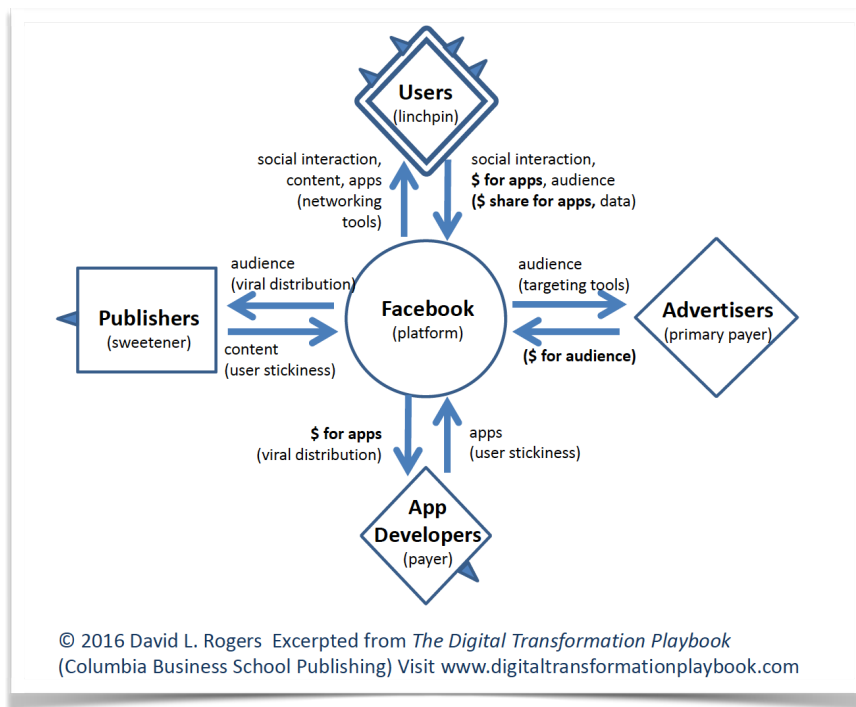 Users
(linchpin)
social interaction,
content, apps
(networking
tools)
social interaction,
$ for apps, audience
($ share for apps, data)
audience
(viral distribution)
Publishers
(sweetener)
content
(user stickiness)
Facebook
(platform)
audience
(targeting tools)
($ for audience)
Advertisers
(primary payer)
$ for apps
(viral distribution)
apps
(user stickiness)
App
Developers
(payer)
© 2016 David L. Rogers Excerpted from The Digital Transformation Playbook
(Columbia Business School Publishing) Visit www.digitaltransformationplaybook.com